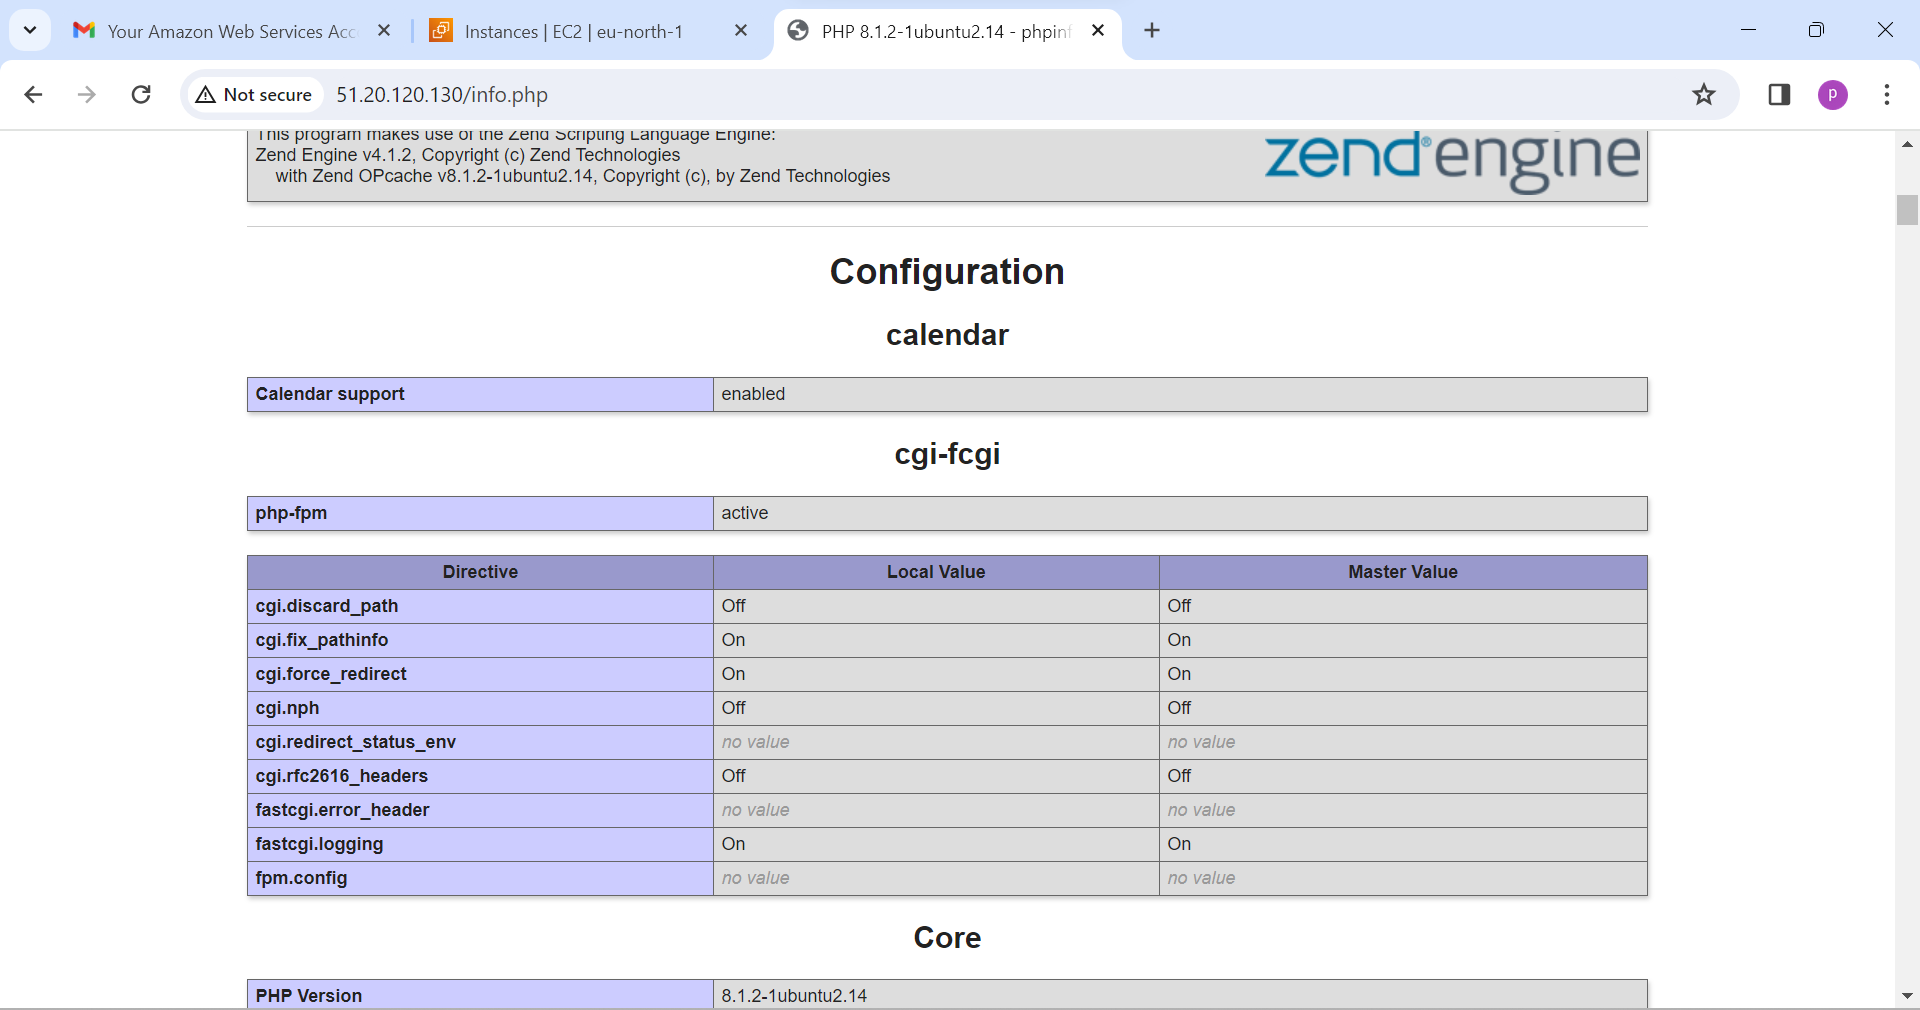 Your Amazon Web Services Acc
Instances | EC2 | eu-north-1
PHP 8.1.2-1ubuntu2.14 - phpinf
Not secure
51.20.120.130/info.php
p
This program makes use of the Zend Scripting Language Engine:
Zend Engine v4.1.2, Copyright (c) Zend Technologies
with Zend OPcache v8.1.2-1ubuntu2.14, Copyright (c), by Zend Technologies
zend®engine
Configuration
calendar
Calendar support enabled
cgi-fcgi
php-fpm active
Directive Local Value Master Value
cgi.discard_path Off Off
cgi.fix_pathinfo On On
cgi.force_redirect On On
cgi.nph Off Off
cgi.redirect_status_env no value no value
cgi.rfc2616_headers Off Off
fastcgi.error_header no value no value
fastcgi.logging On On
fpm.config no value no value
Core
PHP Version 8.1.2-1ubuntu2.14